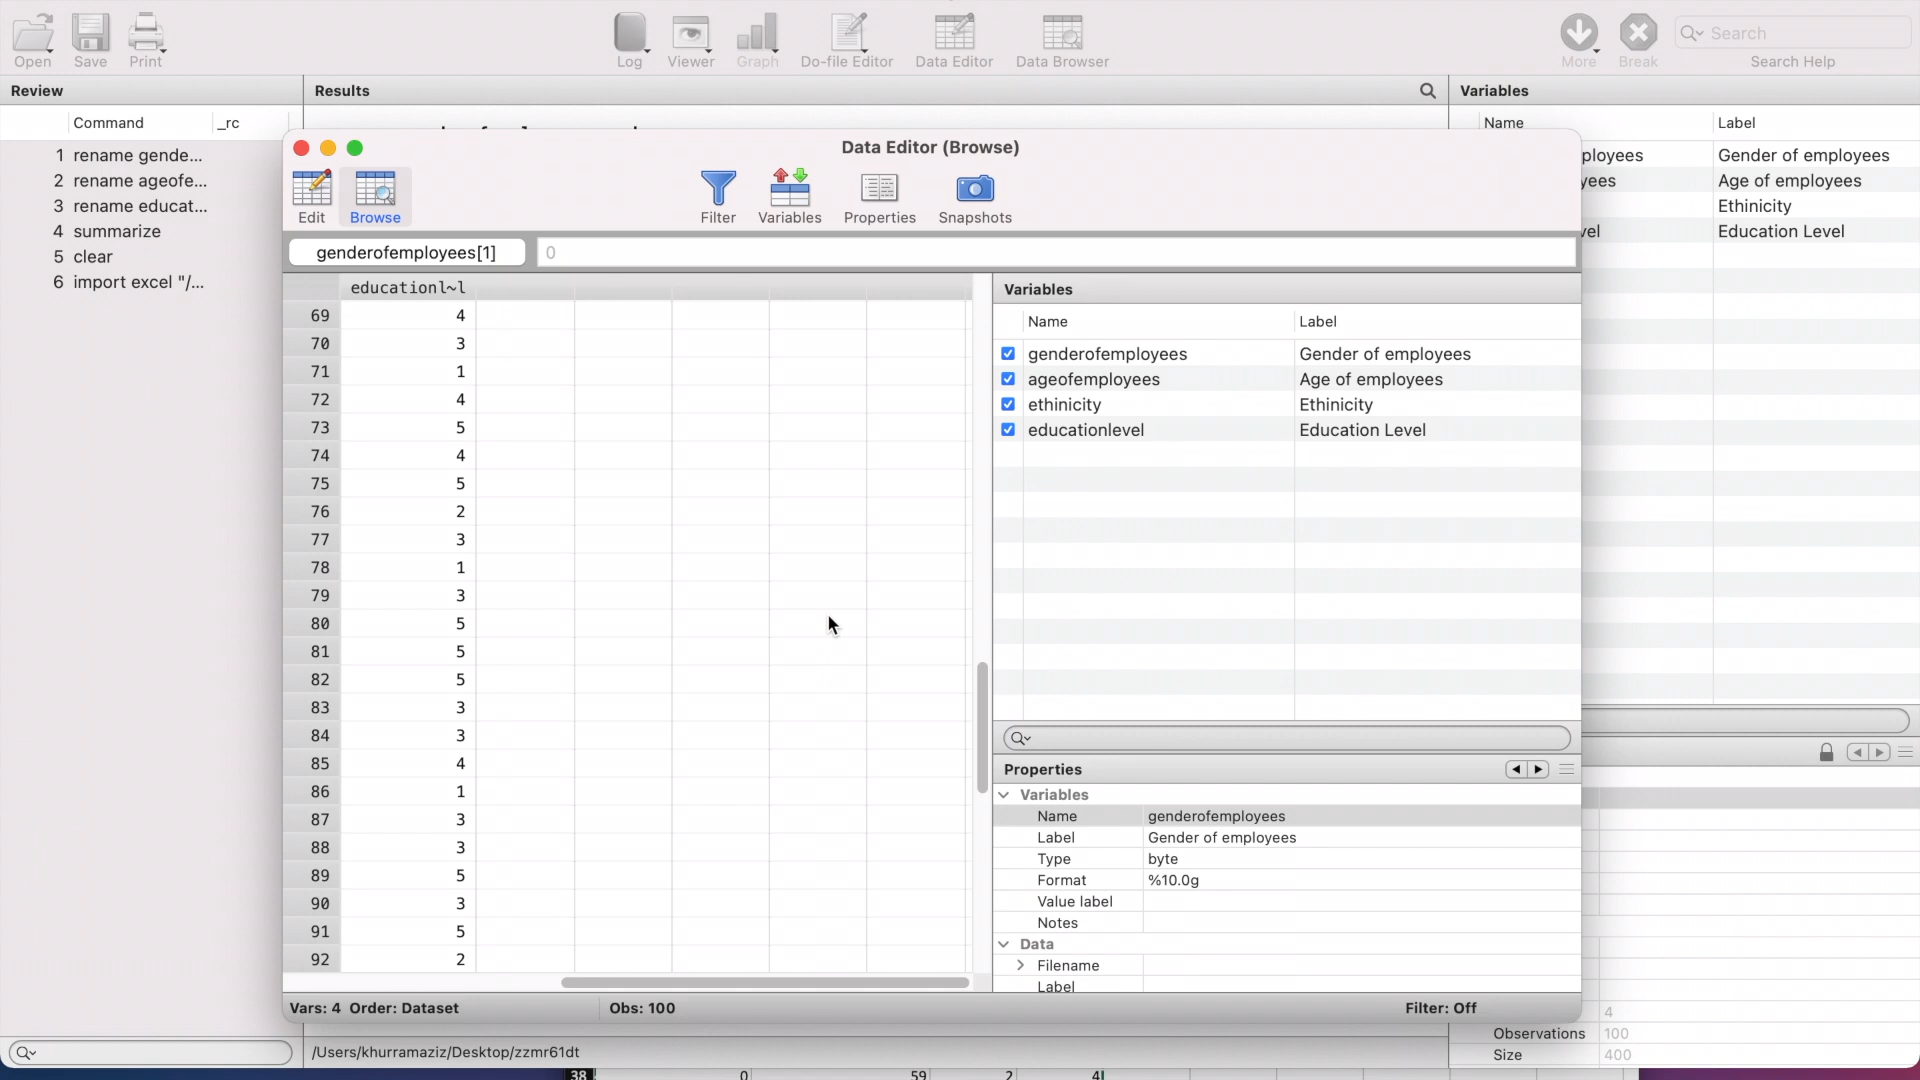 Open
Save
Print
Log
Viewer
Graph
Do-file Editor
Data Editor
Data Browser
More
Break
Search
Search Help
Review
Results
Variables
Command _rc
1 rename gende...
2 rename ageofe...
3 rename educat...
4 summarize
5 clear
6 import excel "/...
Name Label
ployees Gender of employees
yees Age of employees
Ethinicity
vel Education Level
Data Editor (Browse)
Edit
Browse
Filter
Variables
Properties
Snapshots
genderofemployees[1] 0
educationl~l
69 4
70 3
71 1
72 4
73 5
74 4
75 5
76 2
77 3
78 1
79 3
80 5
81 5
82 5
83 3
84 3
85 4
86 1
87 3
88 3
89 5
90 3
91 5
92 2
Variables
Name Label
genderofemployees Gender of employees
ageofemployees Age of employees
ethinicity Ethinicity
educationlevel Education Level
Properties
Variables
Name genderofemployees
Label Gender of employees
Type byte
Format %10.0g
Value label
Notes
Data
Filename
Label
Vars: 4 Order: Dataset Obs: 100 Filter: Off
4
Observations 100
Size 400
/Users/khurramaziz/Desktop/zzmr61dt
38 0 59 2 4